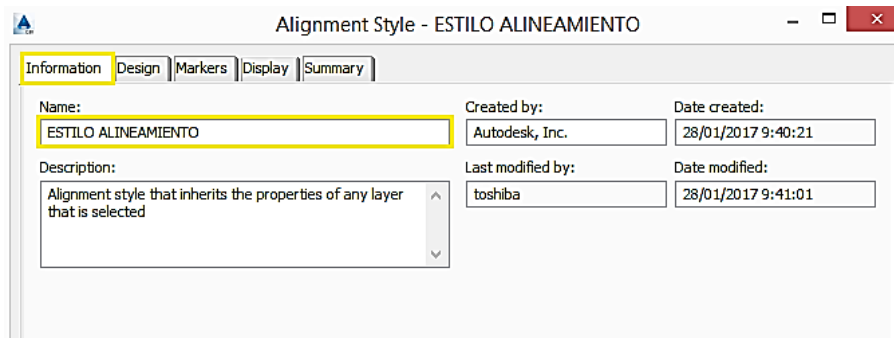 Alignment Style - ESTILO ALINEAMIENTO
Information Design Markers Display Summary
Name: Created by: Date created:
ESTILO ALINEAMIENTO Autodesk, Inc. 28/01/2017 9:40:21
Description: Last modified by: Date modified:
Alignment style that inherits the properties of any layer toshiba 28/01/2017 9:41:01
that is selected